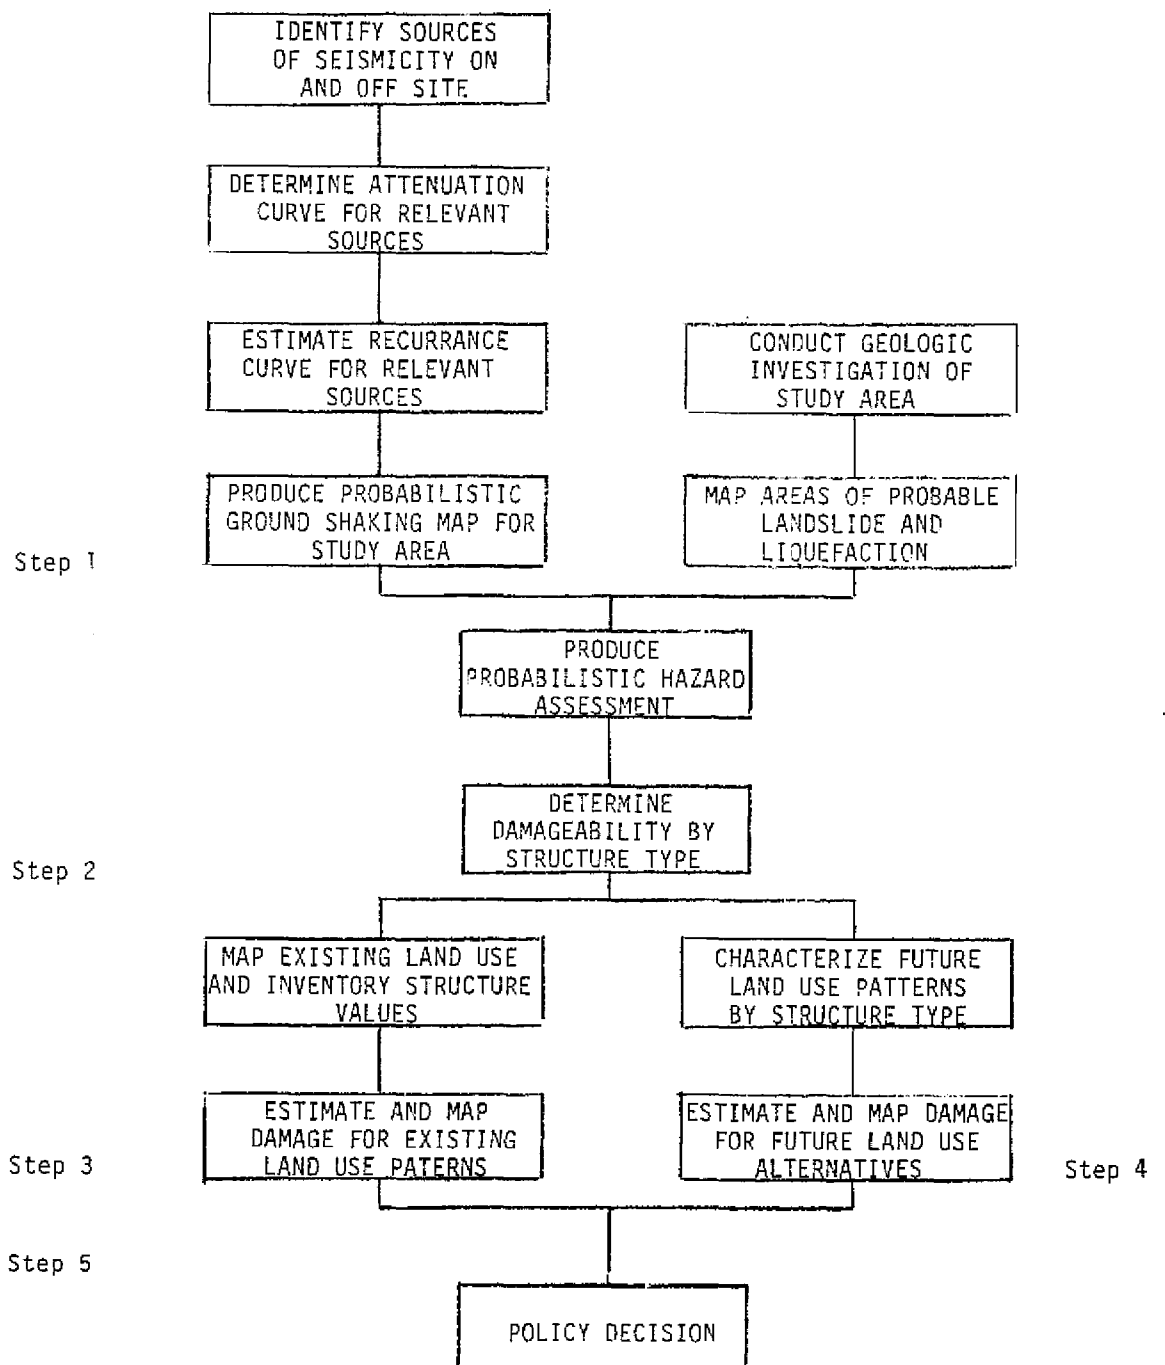 IDENTIFY SOURCES
OF SEISMICITY ON
AND OFF SITE
DETERMINE ATTENUATION
CURVE FOR RELEVANT
SOURCES
ESTIMATE RECURRANCE
CURVE FOR RELEVANT
SOURCES
CONDUCT GEOLOGIC
INVESTIGATION OF
STUDY AREA
PRODUCE PROBABILISTIC
GROUND SHAKING MAP FOR
STUDY AREA
MAP AREAS OF PROBABLE
LANDSLIDE AND
LIQUEFACTION
Step 1
PRODUCE
PROBABILISTIC HAZARD
ASSESSMENT
DETERMINE
DAMAGEABILITY BY
STRUCTURE TYPE
Step 2
MAP EXISTING LAND USE
AND INVENTORY STRUCTURE
VALUES
CHARACTERIZE FUTURE
LAND USE PATTERNS
BY STRUCTURE TYPE
ESTIMATE AND MAP
DAMAGE FOR EXISTING
LAND USE PATERNS
ESTIMATE AND MAP DAMAGE
FOR FUTURE LAND USE
ALTERNATIVES
Step 3
Step 4
Step 5
POLICY DECISION